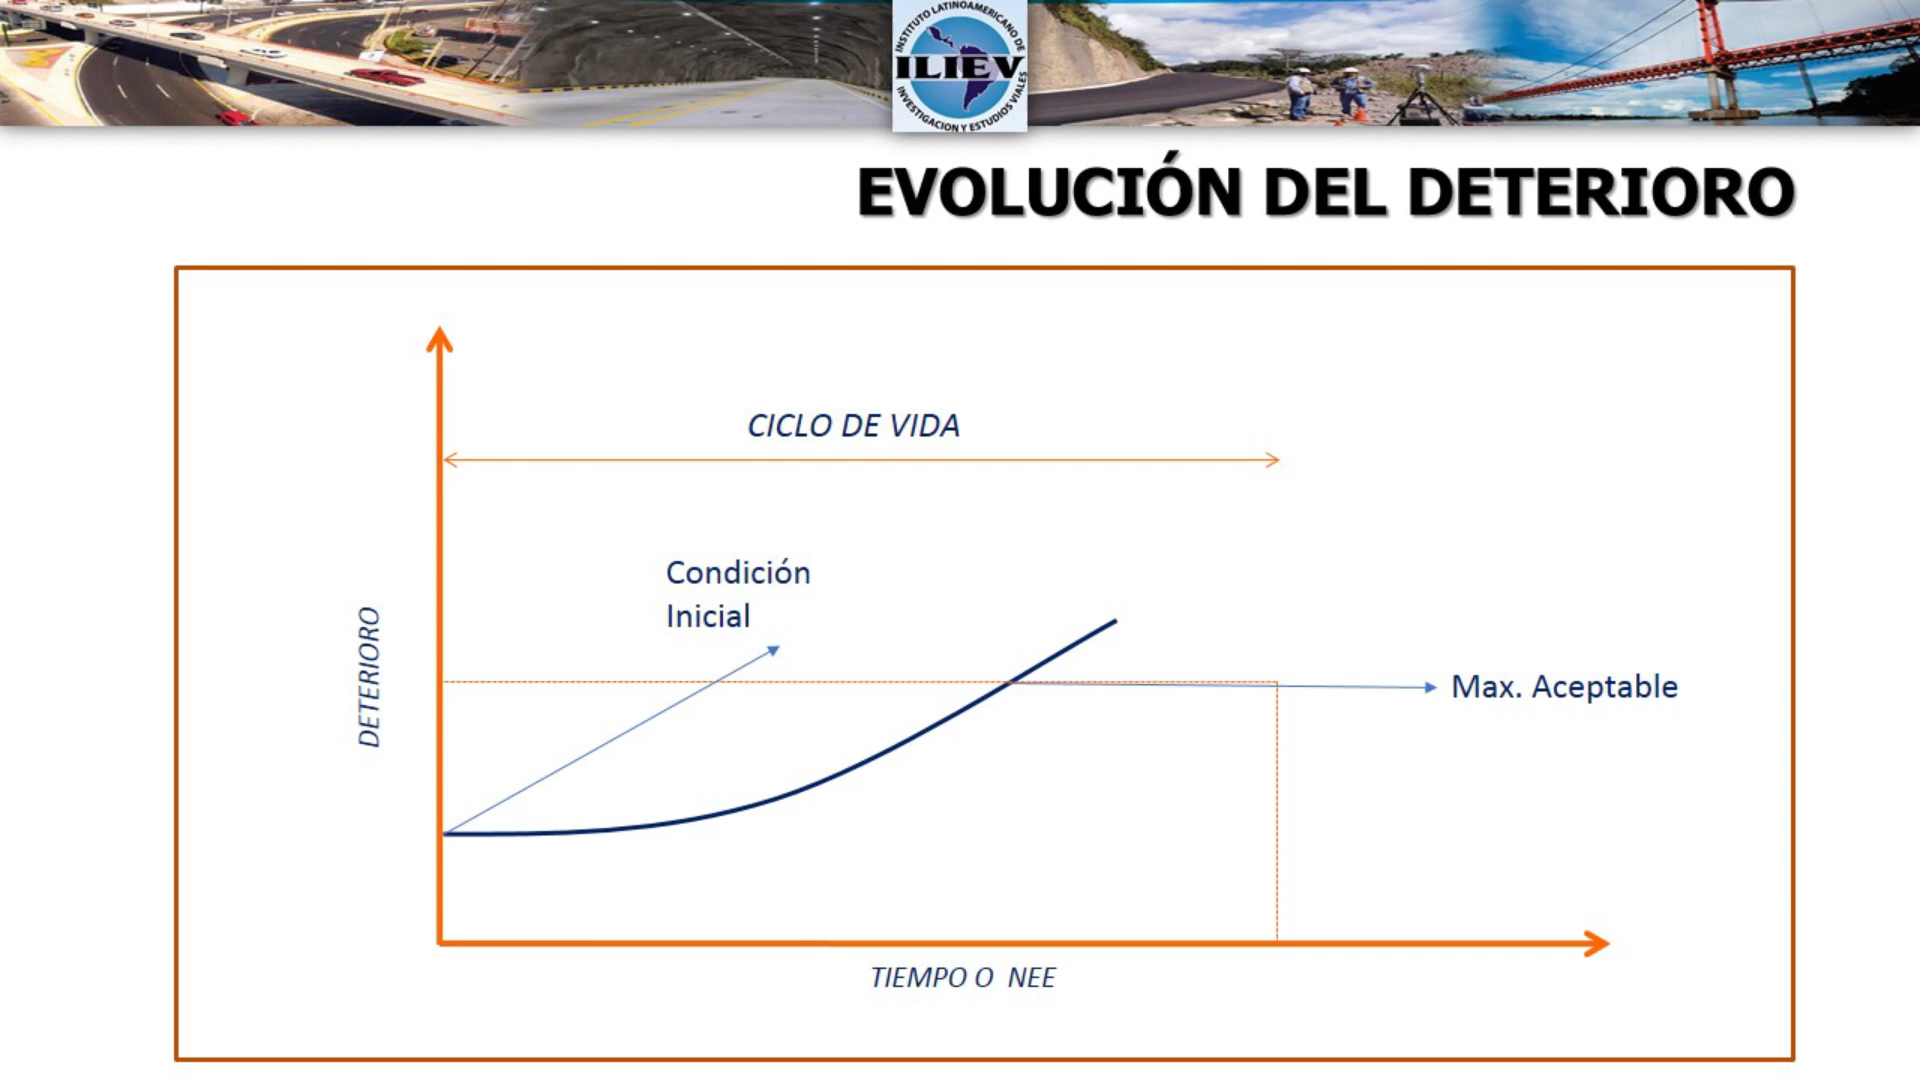 INSTITUTO LATINOAMERICANO DE
ILIEV
INVESTIGACION Y ESTUDIOS VIALES
EVOLUCIÓN DEL DETERIORO
CICLO DE VIDA
Condición
Inicial
DETERIORO
Max. Aceptable
TIEMPO O NEE